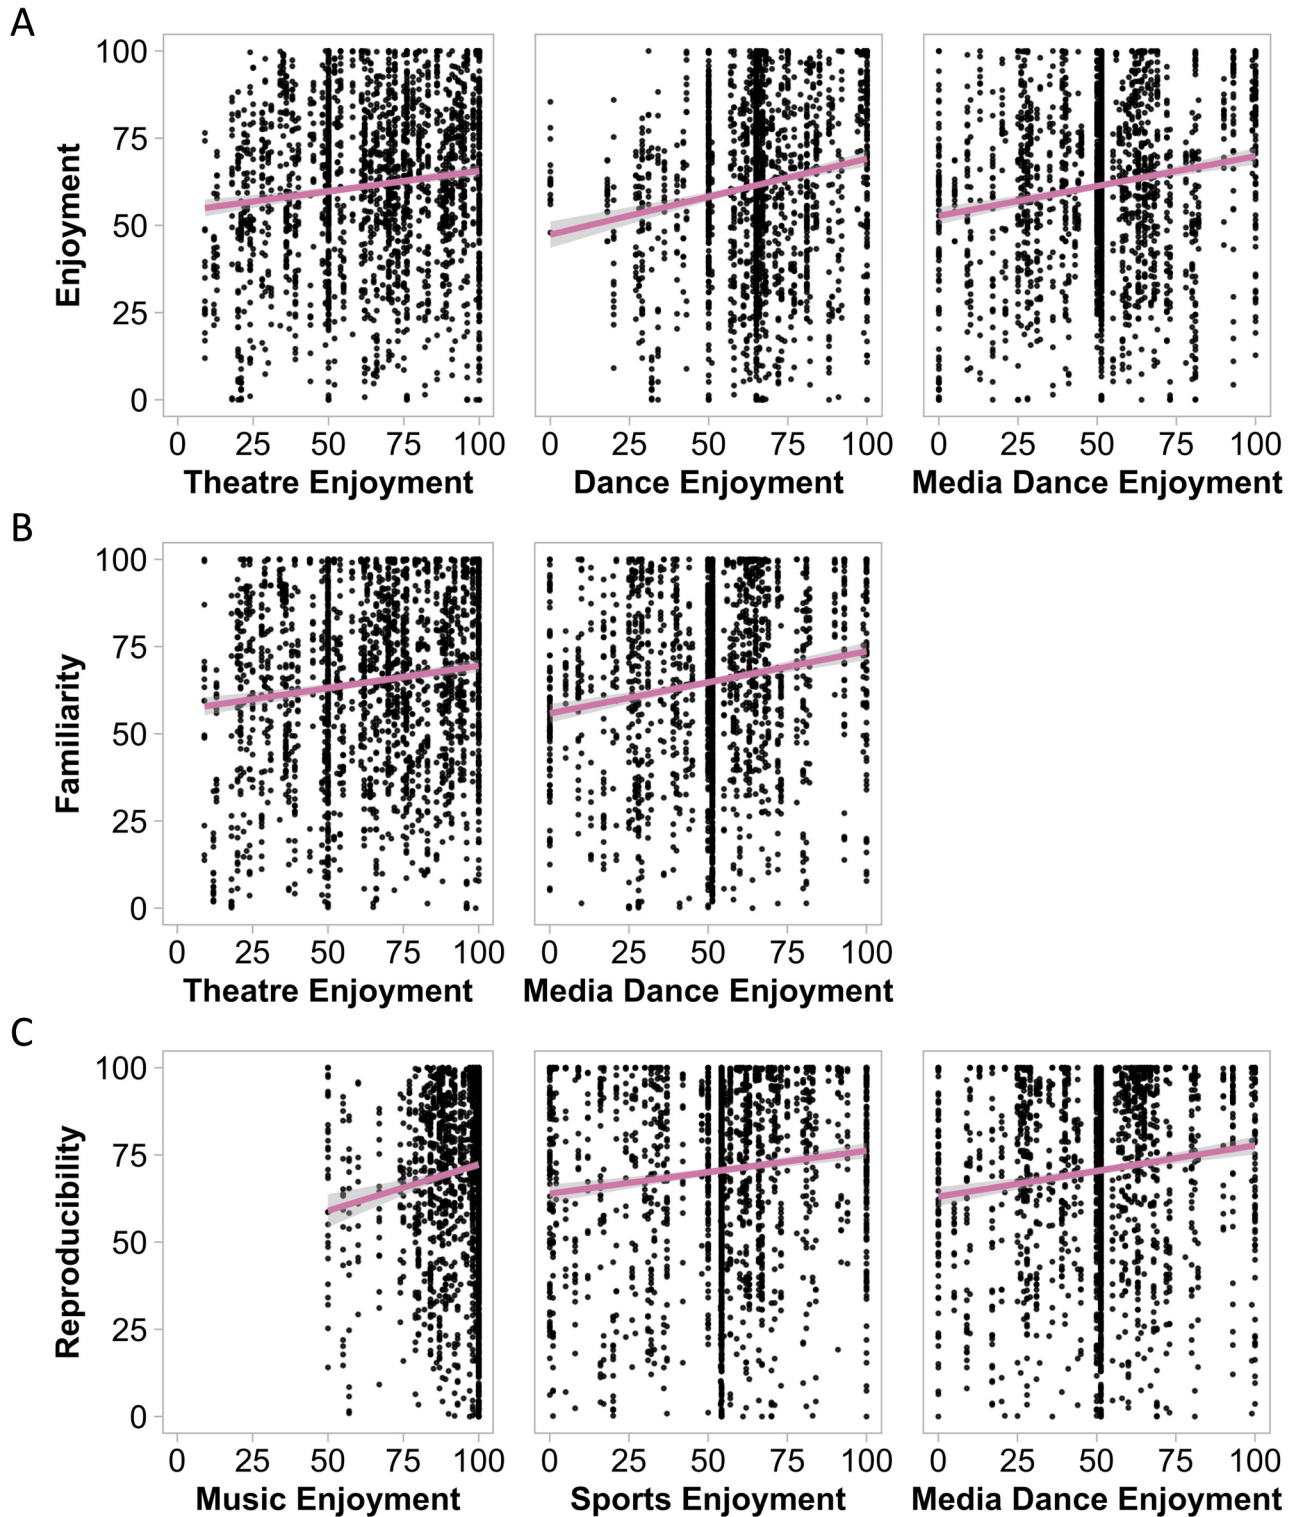 A
Enjoyment
100
75
50
25
0
0 25 50 75 100
0 25 50 75 100
0 25 50 75 100
Theatre Enjoyment
Dance Enjoyment
Media Dance Enjoyment
B
Familiarity
100
75
50
25
0
0 25 50 75 100
0 25 50 75 100
Theatre Enjoyment
Media Dance Enjoyment
C
Reproducibility
100
75
50
25
0
0 25 50 75 100
0 25 50 75 100
0 25 50 75 100
Music Enjoyment
Sports Enjoyment
Media Dance Enjoyment